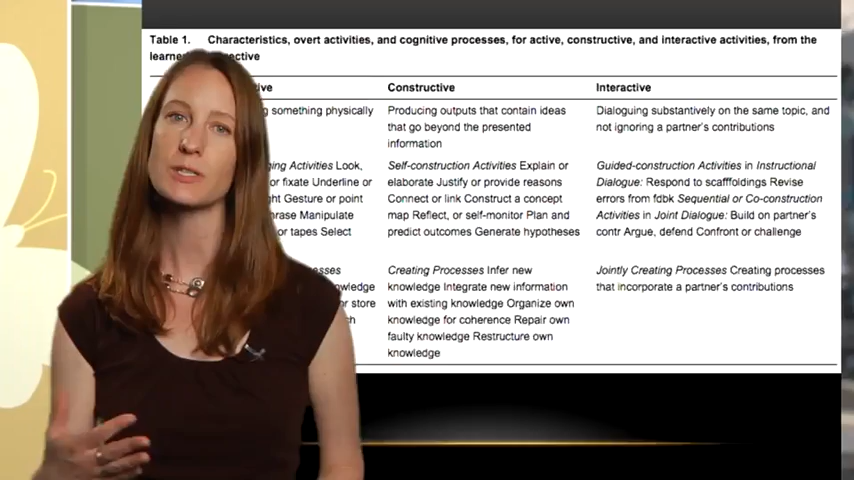 Table 1. Characteristics, overt activities, and cognitive processes, for active, constructive, and interactive activities, from the
Constructive Interactive
something physically Producing outputs that contain ideas Dialoguing substantively on the same topic, and
that go beyond the presented not ignoring a partner's contributions
information
Activities Look, Self-construction Activities Explain or Guided-construction Activities in Instructional
or fixate Underline or elaborate Justify or provide reasons Dialogue: Respond to scafffoldings Revise
Gesture or point Connect or link Construct a concept errors from fdbk Sequential or Co-construction
Manipulate map Reflect, or self-monitor Plan and Activities in Joint Dialogue: Build on partner's
or tapes Select predict outcomes Generate hypotheses contr Argue, defend Confront or challenge
Creating Processes Infer new Jointly Creating Processes Creating processes
knowledge Integrate new information that incorporate a partner's contributions
or store with existing knowledge Organize own
knowledge for coherence Repair own
faulty knowledge Restructure own
knowledge